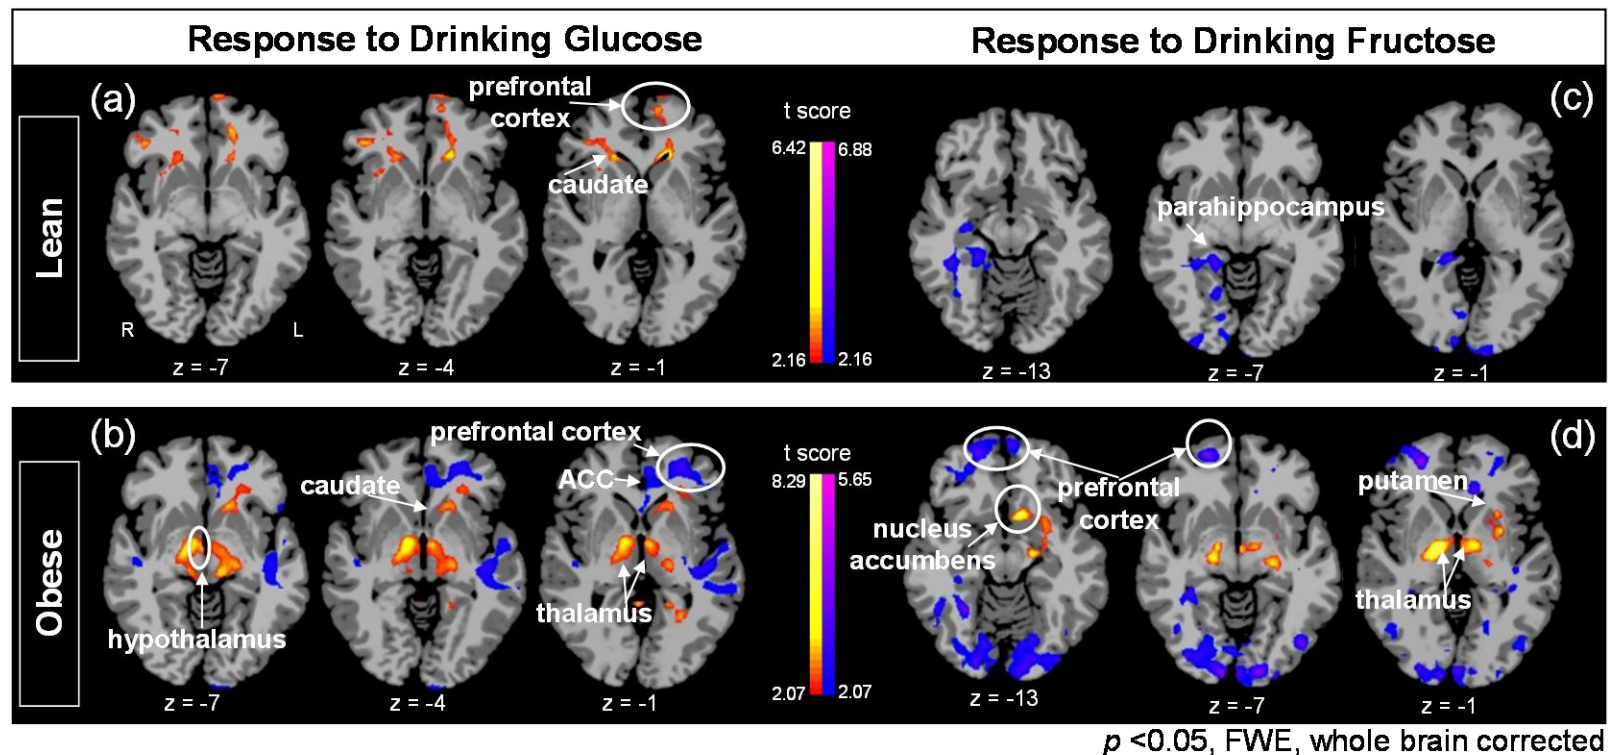 Response to Drinking Glucose
Response to Drinking Fructose
Lean
(a)
prefrontal
cortex
caudate
R
L
z = -7
z = -4
z = -1
t score
6.42
6.88
2.16
2.16
(c)
parahippocampus
z = -13
z = -7
z = -1
Obese
(b)
prefrontal cortex
ACC
caudate
thalamus
hypothalamus
z = -7
z = -4
z = -1
t score
8.29
5.65
2.07
2.07
(d)
prefrontal
cortex
nucleus
accumbens
putamen
thalamus
z = -13
z = -7
z = -1
p <0.05, FWE, whole brain corrected